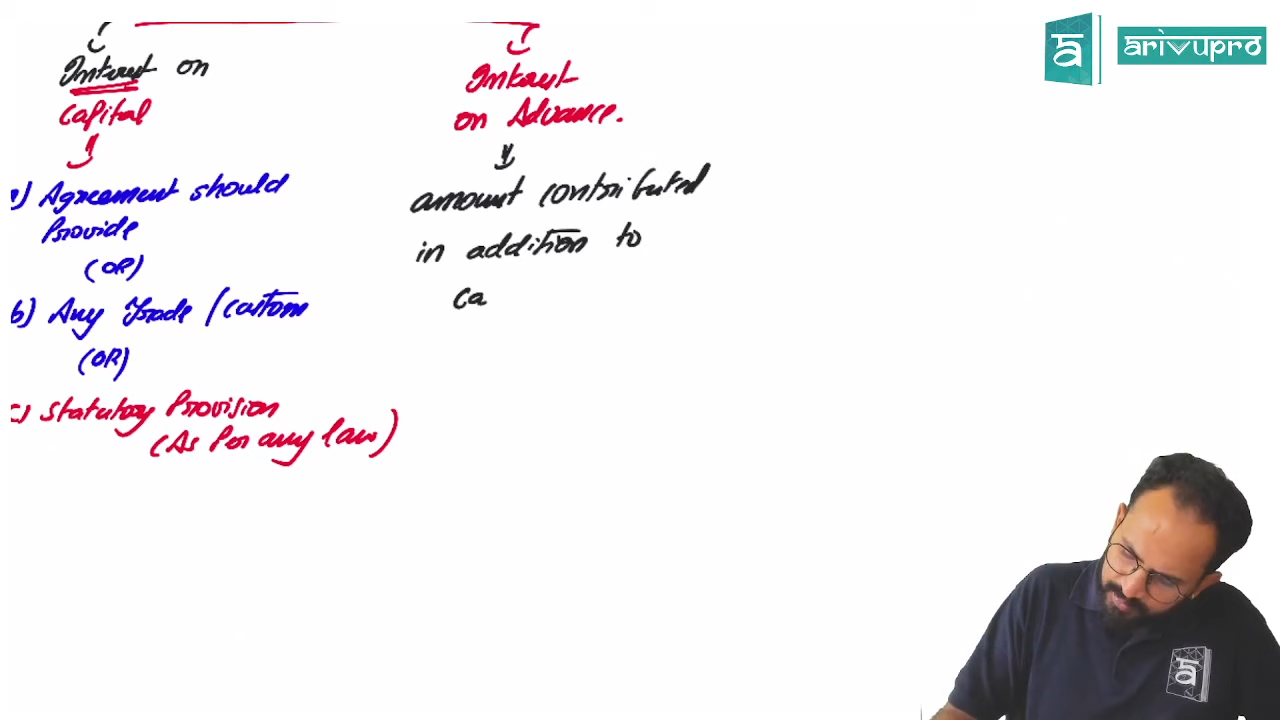 Interest on
Capital
a) Agreement should
Provide
(OR)
b) Any Trade / Custom
(OR)
c) Statutory Provision
(As Per any law)
Interest
on Advance.
amount contributed
in addition to
Ca
arivupro